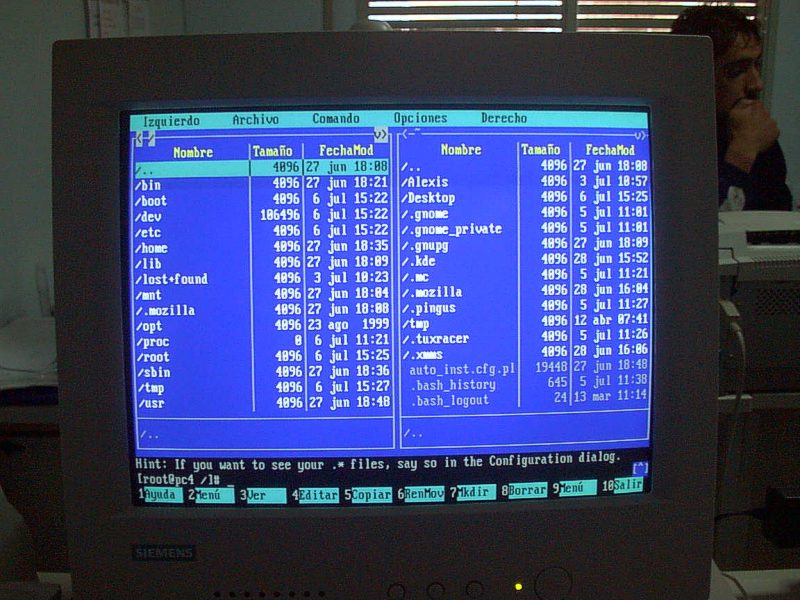 Izquierdo Archivo Comando Opciones Derecho
<-/ v> <-~ v>
Nombre Tamaño FechaMod Nombre Tamaño FechaMod
/.. 4096 27 jun 18:08 /.. 4096 27 jun 18:08
/bin 4096 27 jun 18:21 /Alexis 4096 3 jul 10:57
/boot 4096 6 jul 15:22 /Desktop 4096 6 jul 15:25
/dev 106496 6 jul 15:22 /.gnome 4096 5 jul 11:01
/etc 4096 6 jul 15:22 /.gnome_private 4096 5 jul 11:01
/home 4096 27 jun 18:35 /.gnupg 4096 27 jun 18:09
/lib 4096 27 jun 18:09 /.kde 4096 28 jun 15:52
/lost+found 4096 3 jul 10:23 /.mc 4096 5 jul 11:21
/mnt 4096 27 jun 18:04 /.mozilla 4096 28 jun 16:04
/.mozilla 4096 27 jun 18:08 /.pingus 4096 5 jul 11:27
/opt 4096 23 ago 1999 /tmp 4096 12 abr 07:41
/proc 0 6 jul 11:21 /.tuxracer 4096 5 jul 11:26
/root 4096 6 jul 15:25 /.xmms 4096 28 jun 16:06
/sbin 4096 27 jun 18:36 auto_inst.cfg.pl 19448 27 jun 18:48
/tmp 4096 6 jul 15:27 .bash_history 645 5 jul 11:38
/usr 4096 27 jun 18:48 .bash_logout 24 13 mar 11:14
/.. /..
Hint: If you want to see your .* files, say so in the Configuration dialog.
[root@pc4 /]# _ [^]
1Ayuda 2Menú 3Ver 4Editar 5Copiar 6RenMov 7Mkdir 8Borrar 9Menú 10Salir
SIEMENS